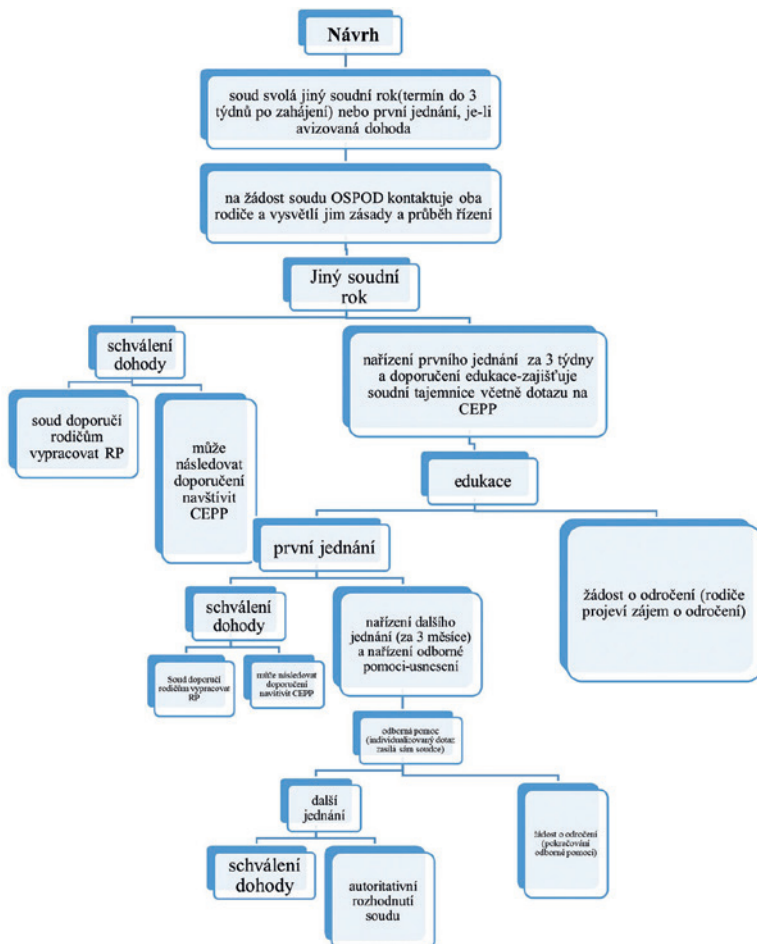 Návrh
soud svolá jiný soudní rok(termín do 3
týdnů po zahájení) nebo první jednání, je-li
avizovaná dohoda
na žádost soudu OSPOD kontaktuje oba
rodiče a vysvětlí jim zásady a průběh řízení
Jiný soudní
rok
schválení
dohody
soud doporučí
rodičům
vypracovat RP
může
následovat
doporučení
navštívit
CEPP
nařízení prvního jednání za 3 týdny
a doporučení edukace-zajišťuje
soudní tajemnice včetně dotazu na
CEPP
edukace
první jednání
schválení
dohody
Soud doporučí
rodičům vypracovat
RP
může následovat
doporučení
navštívit CEPP
nařízení dalšího
jednání (za 3 měsíce)
a nařízení odborné
pomoci-usnesení
žádost o odročení (rodiče
projeví zájem o odročení)
odborná pomoc
(individualizovaný dotaz
zasílá sám soudce)
další
jednání
schválení
dohody
autoritativní
rozhodnutí
soudu
žádost o odročení
(pokračování
odborné pomoci)